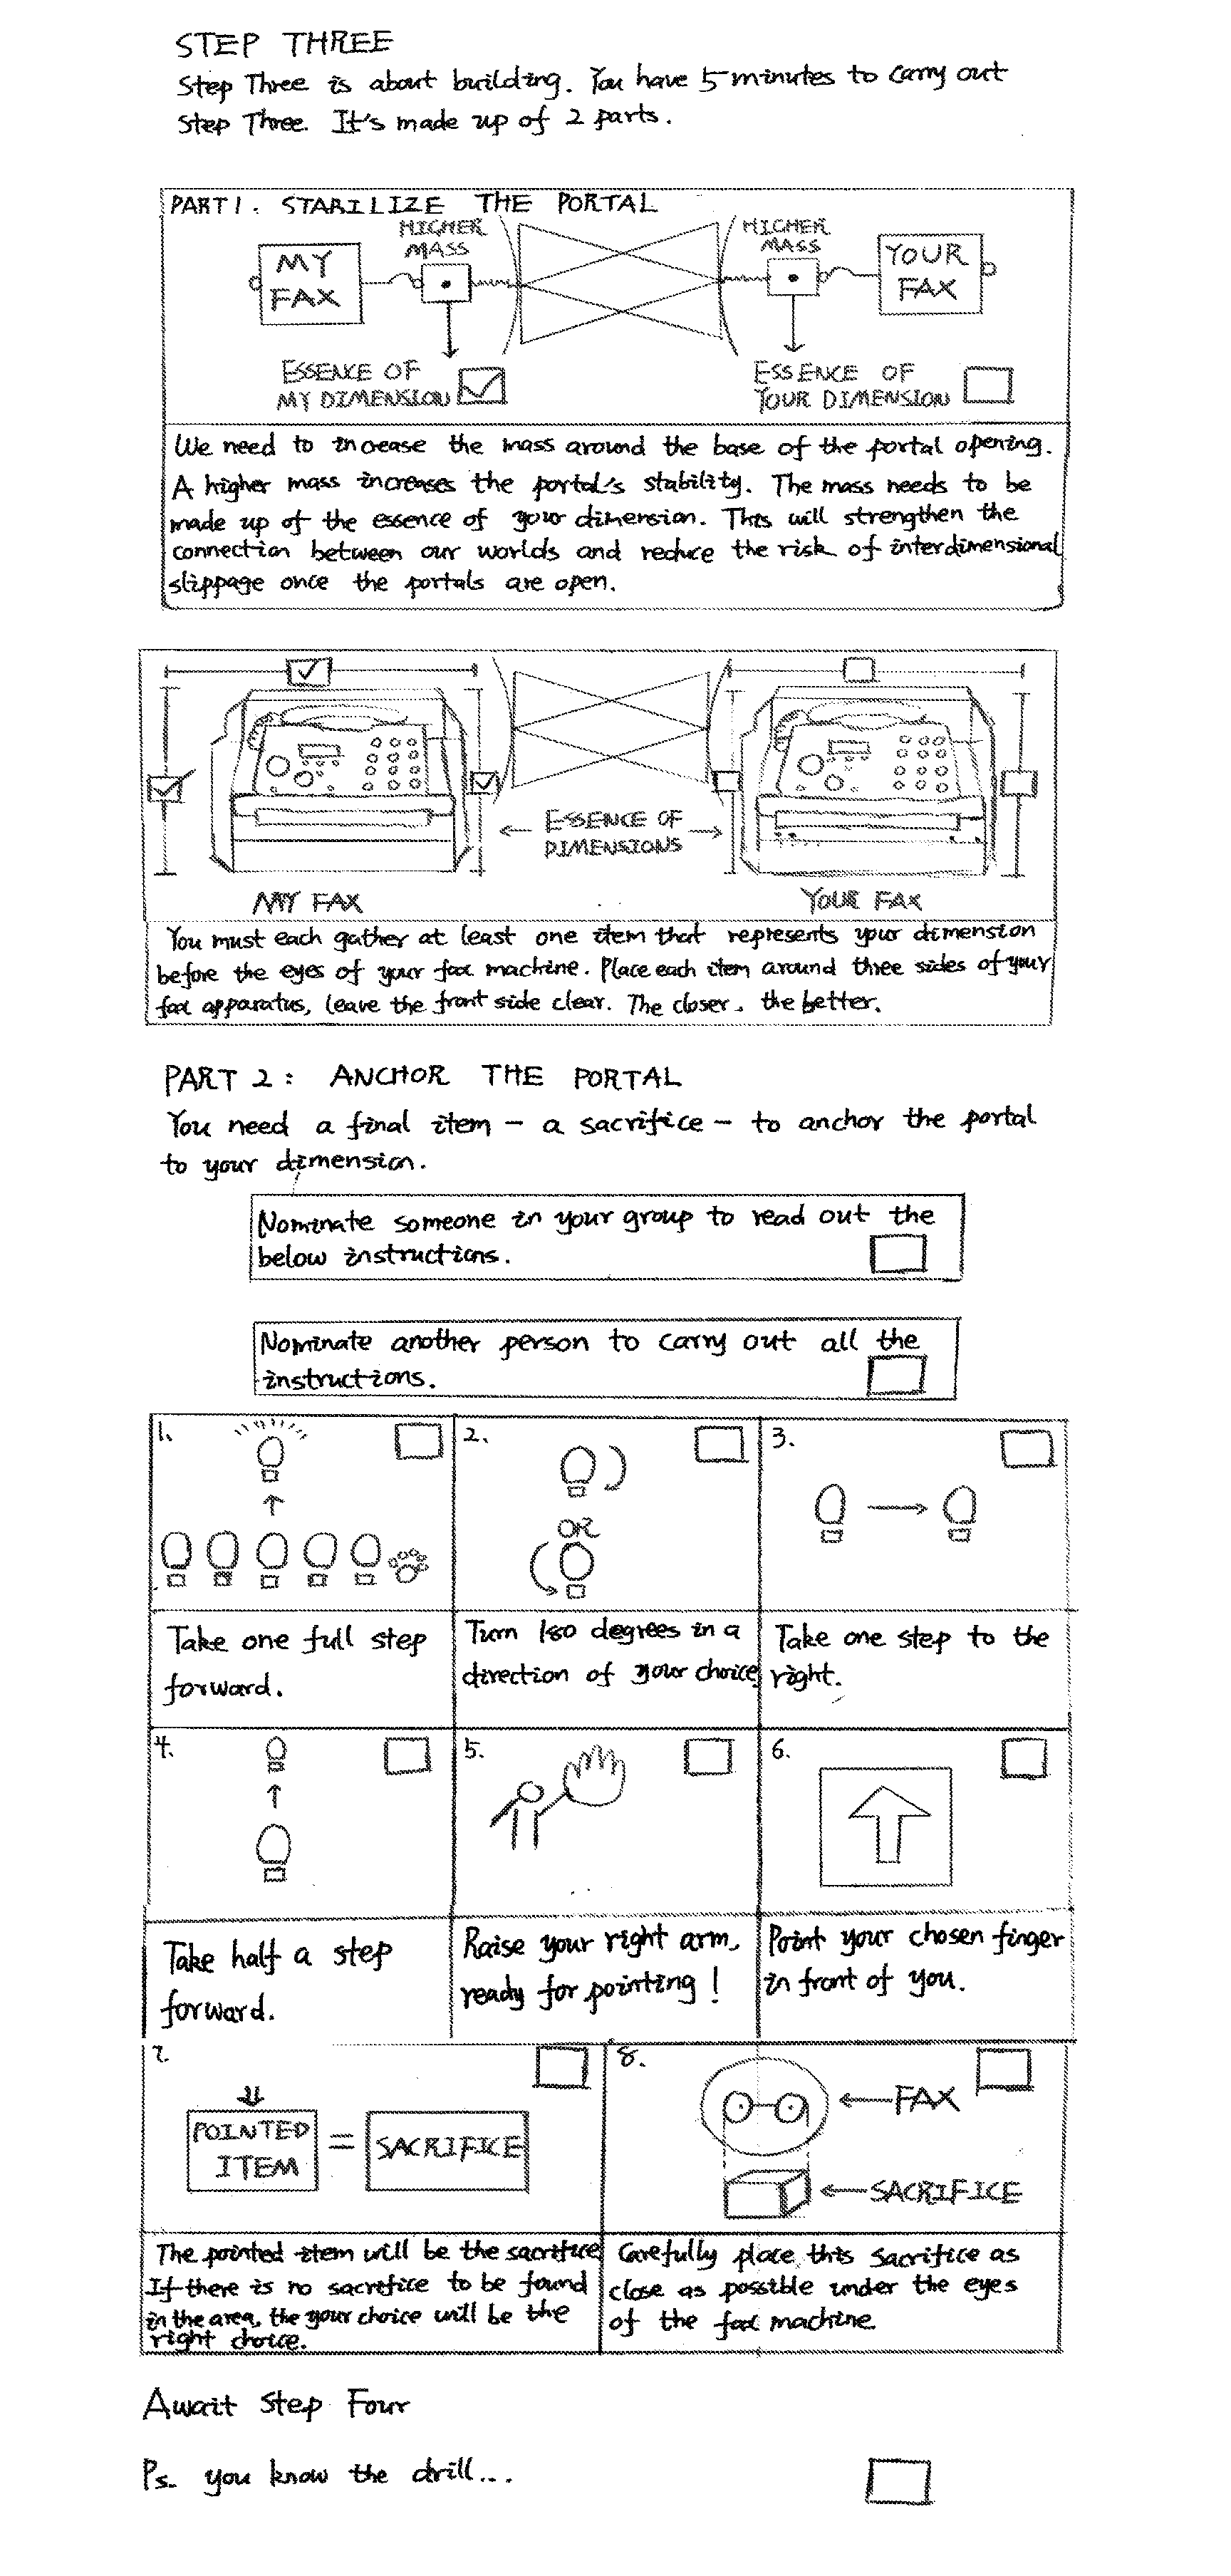 STEP THREE
Step Three is about building. You have 5 minutes to carry out
Step Three. It's made up of 2 parts.
PART 1. STABILIZE THE PORTAL
HIGHER
MASS
HIGHER
MASS
MY
FAX
YOUR
FAX
ESSENCE OF
MY DIMENSION
ESSENCE OF
YOUR DIMENSION
We need to increase the mass around the base of the portal opening.
A higher mass increases the portal's stability. The mass needs to be
made up of the essence of your dimension. This will strengthen the
connection between our worlds and reduce the risk of interdimensional
slippage once the portals are open.
← ESSENCE OF →
DIMENSIONS
MY FAX
YOUR FAX
You must each gather at least one item that represents your dimension
before the eyes of your fax machine. Place each item around three sides of your
fax apparatus, leave the front side clear. The closer, the better.
PART 2: ANCHOR THE PORTAL
You need a final item - a sacrifice - to anchor the portal
to your dimension.
Nominate someone in your group to read out the
below instructions.
Nominate another person to carry out all the
instructions.
1.
Take one full step
forward.
2.
OR
Turn 180 degrees in a
direction of your choice
3.
Take one step to the
right.
4.
Take half a step
forward.
5.
Raise your right arm,
ready for pointing!
6.
Point your chosen finger
in front of you.
7.
POINTED
ITEM
=
SACRIFICE
The pointed item will be the sacrifice
If there is no sacrifice to be found
in the area, the your choice will be the
right choice.
8.
← FAX
← SACRIFICE
Carefully place this sacrifice as
close as possible under the eyes
of the fax machine
Await Step Four
Ps. you know the drill...